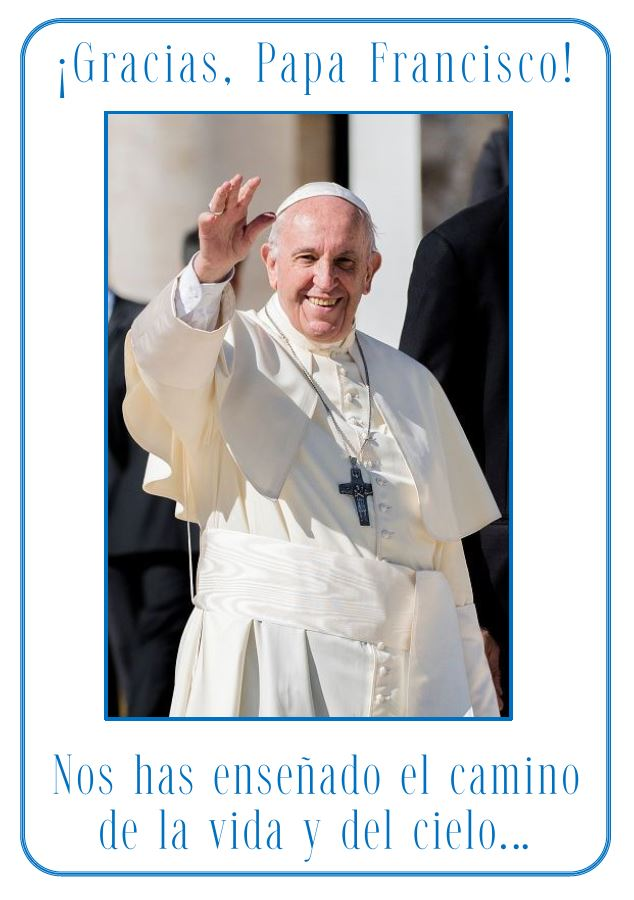 ¡Gracias, Papa Francisco!
Nos has enseñado el camino
de la vida y del cielo...